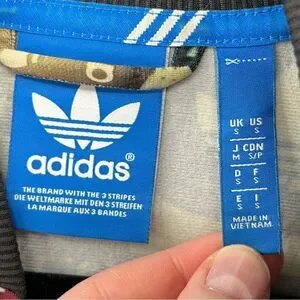 adidas®
THE BRAND WITH THE 3 STRIPES
DIE WELTMARKE MIT DEN 3 STREIFEN
LA MARQUE AUX 3 BANDES
UK US
S S
J CDN
M S/P
D F
S S
E I
S S
MADE IN
VIETNAM